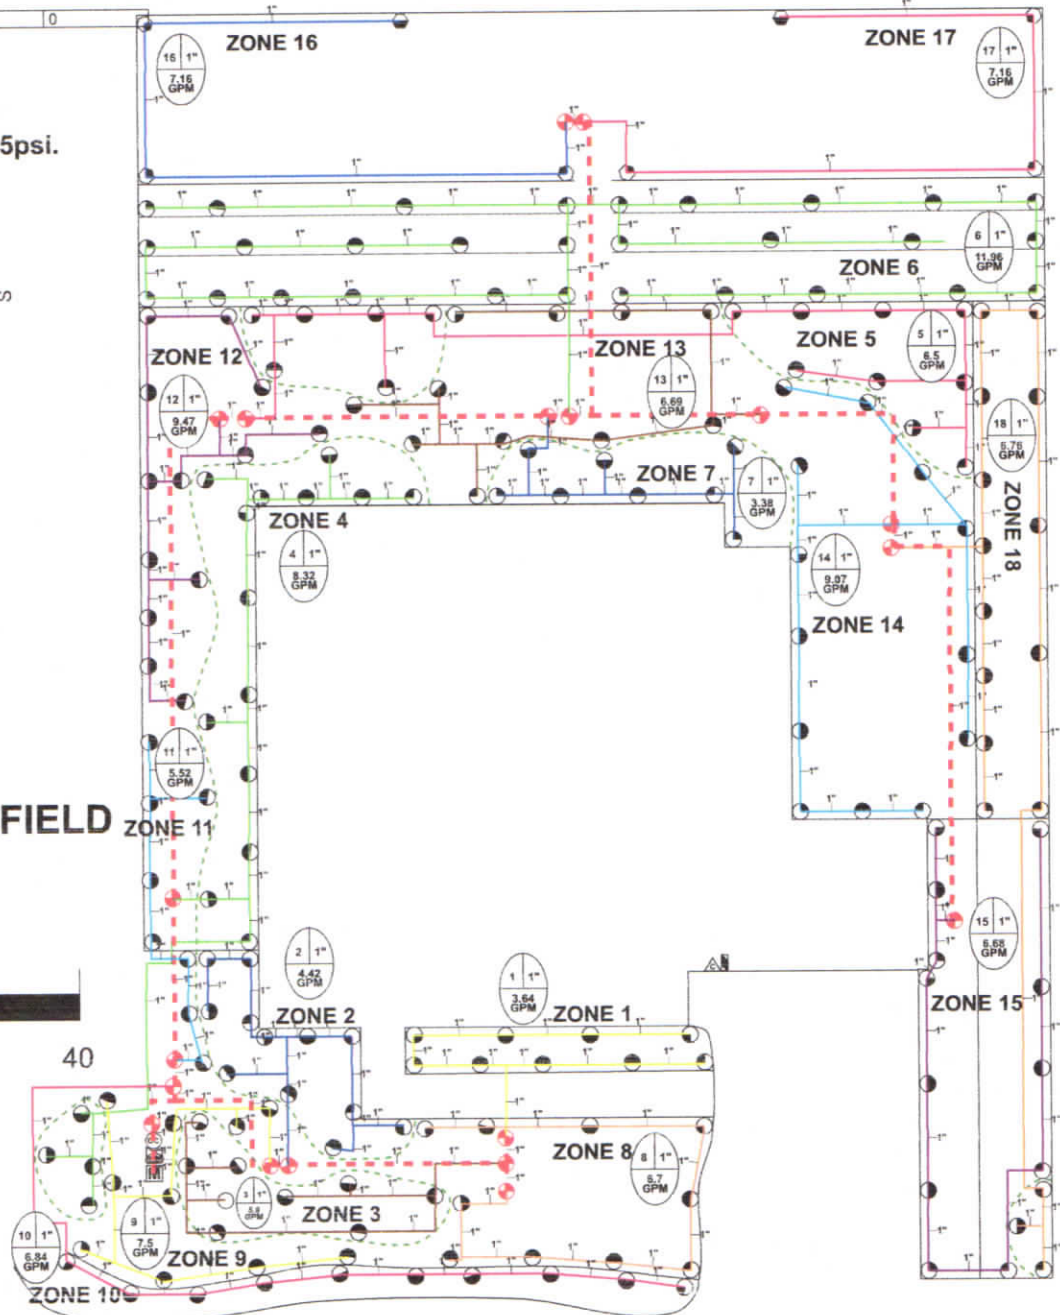 0
1"
ZONE 16
ZONE 17
16 1"
7.16
GPM
17 1"
7.16
GPM
5psi.
6 1"
11.96
GPM
ZONE 6
S
ZONE 12
ZONE 13
ZONE 5
5 1"
6.5
GPM
12 1"
9.47
GPM
13 1"
6.69
GPM
18 1"
6.76
GPM
ZONE 7
7 1"
3.38
GPM
ZONE 4
ZONE 18
4 1"
8.32
GPM
14 1"
9.07
GPM
ZONE 14
11 1"
5.52
GPM
FIELD
ZONE 11
2 1"
4.42
GPM
1 1"
3.64
GPM
15 1"
6.68
GPM
C
ZONE 15
ZONE 2
ZONE 1
40
ZONE 8
8 1"
6.7
GPM
M
ZONE 3
9 1"
7.5
GPM
10 1"
6.84
GPM
ZONE 9
ZONE 10